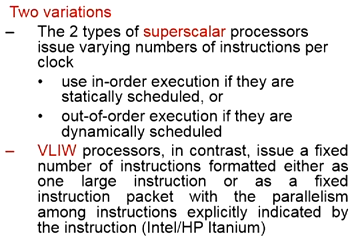 Two variations
– The 2 types of superscalar processors
issue varying numbers of instructions per
clock
• use in-order execution if they are
statically scheduled, or
• out-of-order execution if they are
dynamically scheduled
– VLIW processors, in contrast, issue a fixed
number of instructions formatted either as
one large instruction or as a fixed
instruction packet with the parallelism
among instructions explicitly indicated by
the instruction (Intel/HP Itanium)